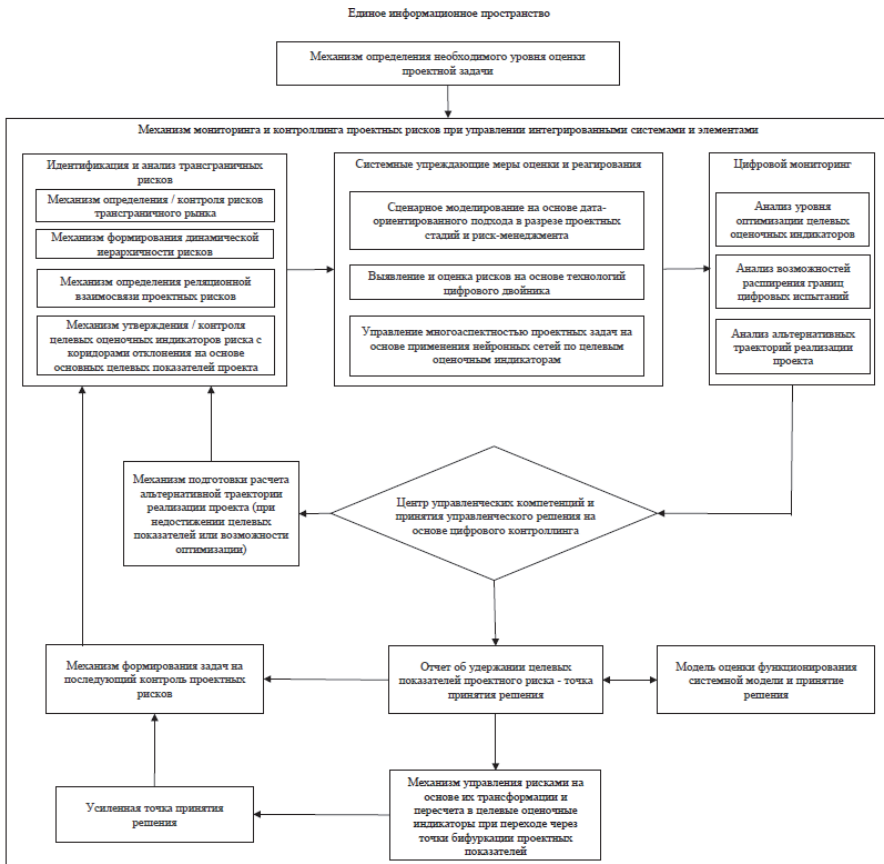 Единое информационное пространство
Механизм определения необходимого уровня оценки
проектной задачи
Механизм мониторинга и контроллинга проектных рисков при управлении интегрированными системами и элементами
Идентификация и анализ трансграничных
рисков
Механизм определения / контроля рисков
трансграничного рынка
Механизм формирования динамической
иерархичности рисков
Механизм определения реляционной
взаимосвязи проектных рисков
Механизм утверждения / контроля
целевых оценочных индикаторов риска с
коридорами отклонения на основе
основных целевых показателей проекта
Системные упреждающие меры оценки и реагирования
Сценарное моделирование на основе дата-
ориентированного подхода в разрезе проектных
стадий и риск-менеджмента
Выявление и оценка рисков на основе технологий
цифрового двойника
Управление многоаспектностью проектных задач на
основе применения нейронных сетей по целевым
оценочным индикаторам
Цифровой мониторинг
Анализ уровня
оптимизации целевых
оценочных индикаторов
Анализ возможностей
расширения границ
цифровых испытаний
Анализ альтернативных
траекторий реализации
проекта
Механизм подготовки расчета
альтернативной траектории
реализации проекта (при
недостижении целевых
показателей или возможности
оптимизации)
Центр управленческих компетенций и
принятия управленческого решения на
основе цифрового контроллинга
Механизм формирования задач на
последующий контроль проектных
рисков
Отчет об удержании целевых
показателей проектного риска - точка
принятия решения
Модель оценки функционирования
системной модели и принятие
решения
Усиленная точка принятия
решения
Механизм управления рисками на
основе их трансформации и
пересчета в целевые оценочные
индикаторы при переходе через
точки бифуркации проектных
показателей